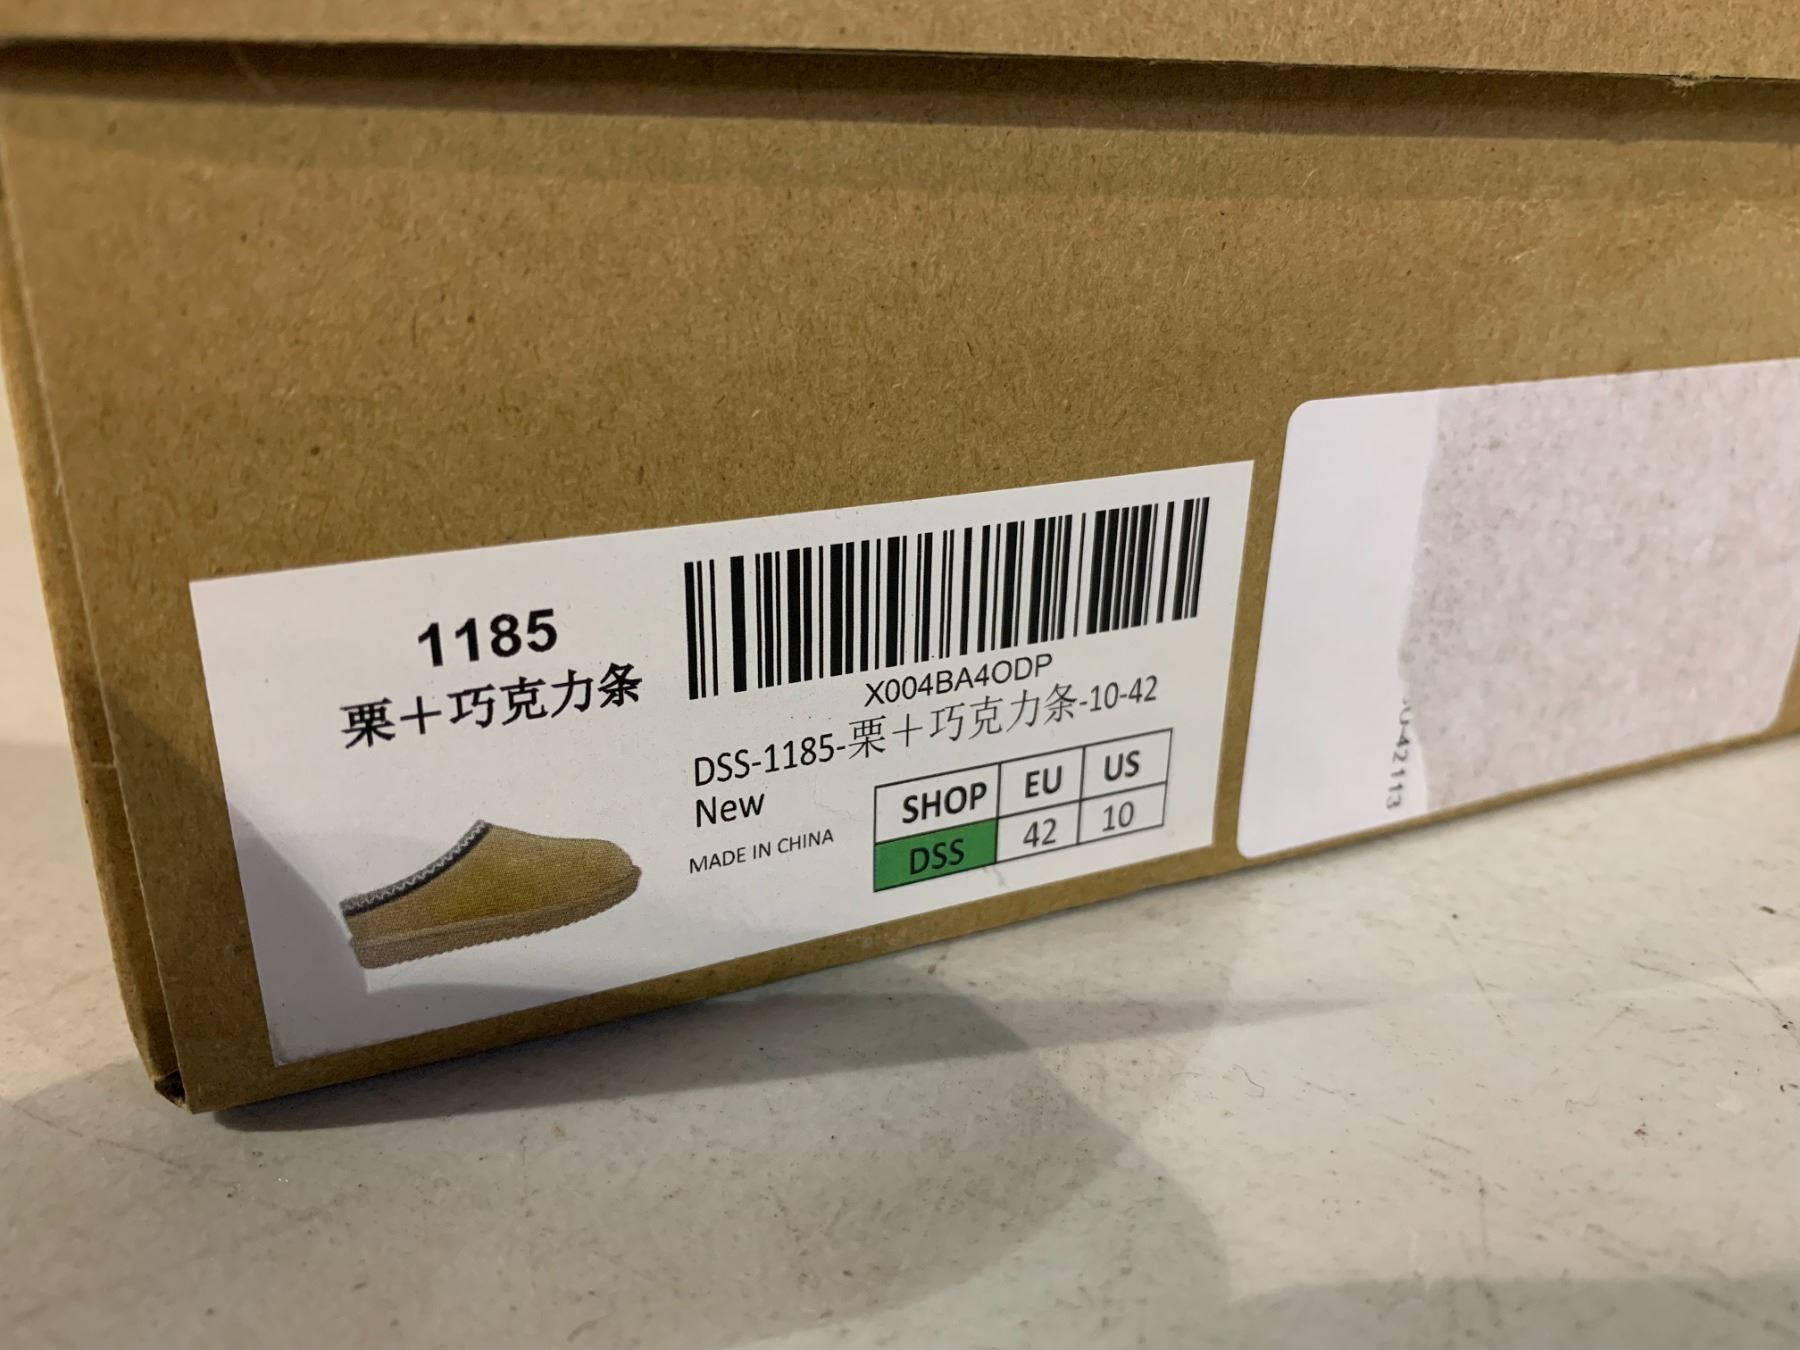 1185
栗＋巧克力条
X004BA4ODP
DSS-1185-栗＋巧克力条-10-42
New
MADE IN CHINA
SHOP EU US
DSS 42 10